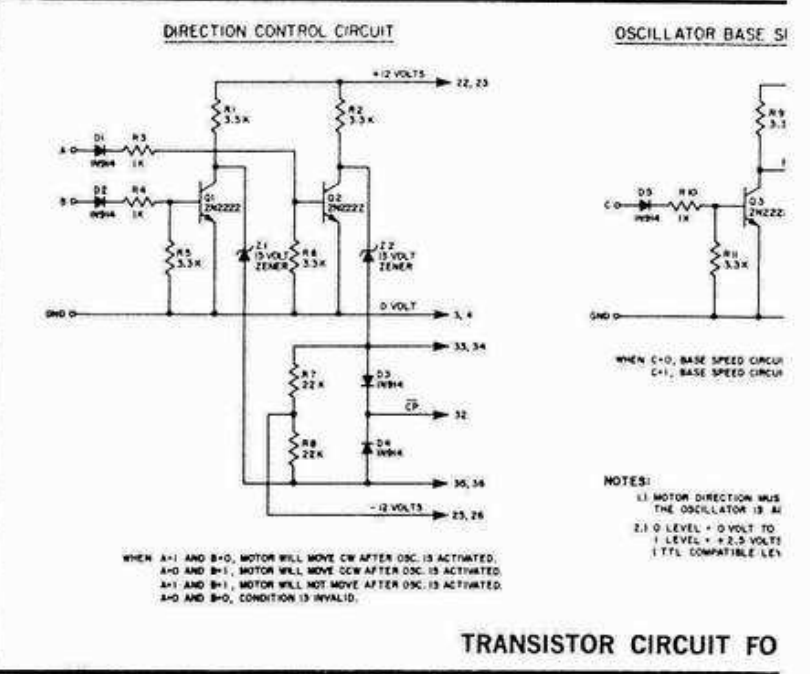 DIRECTION CONTROL CIRCUIT
OSCILLATOR BASE SI
+12 VOLTS
22, 23
R1
3.3K
R2
3.3K
R9
A
D1
1N914
R3
1K
B
D2
1N914
R4
1K
Q1
2N2222
Q2
2N2222
C
D5
1N914
R10
1K
Q3
2N222
R5
3.3K
Z1
15 VOLT
ZENER
R6
3.3K
Z2
15 VOLT
ZENER
R11
3.3K
GND
0 VOLT
3, 4
GND
33, 34
R7
22K
D3
1N914
CP
32
R8
22K
D4
1N914
-12 VOLTS
25, 26
WHEN C=0, BASE SPEED CIRCUI
C=1, BASE SPEED CIRCUI
NOTES:
1.) MOTOR DIRECTION MUS
THE OSCILLATOR IS
2.) 0 LEVEL = 0 VOLT TO
1 LEVEL = +2.5 VOLTS
(TTL COMPATIBLE LEV
WHEN A=1 AND B=0, MOTOR WILL MOVE CW AFTER OSC. IS ACTIVATED.
A=0 AND B=1, MOTOR WILL MOVE CCW AFTER OSC. IS ACTIVATED.
A=1 AND B=1, MOTOR WILL NOT MOVE AFTER OSC. IS ACTIVATED.
A=0 AND B=0, CONDITION IS INVALID.
TRANSISTOR CIRCUIT FO